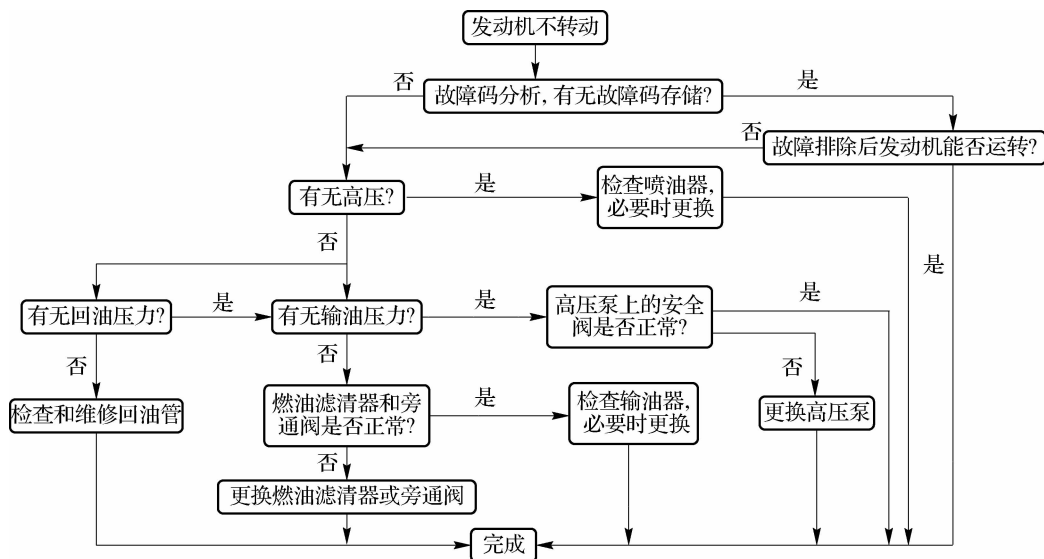 发动机不转动
否
故障码分析,有无故障码存储?
是
否
故障排除后发动机能否运转?
有无高压?
是
检查喷油器,
必要时更换
否
是
有无回油压力?
是
有无输油压力?
是
高压泵上的安全
阀是否正常?
是
否
否
否
检查和维修回油管
燃油滤清器和旁
通阀是否正常?
是
检查输油器,
必要时更换
更换高压泵
否
更换燃油滤清器或旁通阀
完成